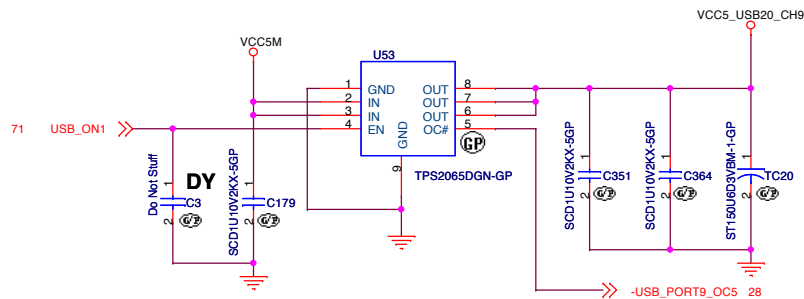 VCC5_USB20_CH9
VCC5M
U53
1 GND OUT 8
2 IN OUT 7
3 IN OUT 6
4 EN OC# 5
GND
9
GP
TPS2065DGN-GP
71 USB_ON1
Do Not Stuff
1
DY
C3
2
G/P
SCD1U10V2KX-5GP
1
C179
2
G/P
SCD1U10V2KX-5GP
1
C351
2
G/P
SCD1U10V2KX-5GP
1
C364
2
G/P
ST150U6D3VBM-1-GP
1
TC20
2
G/P
-USB_PORT9_OC5 28